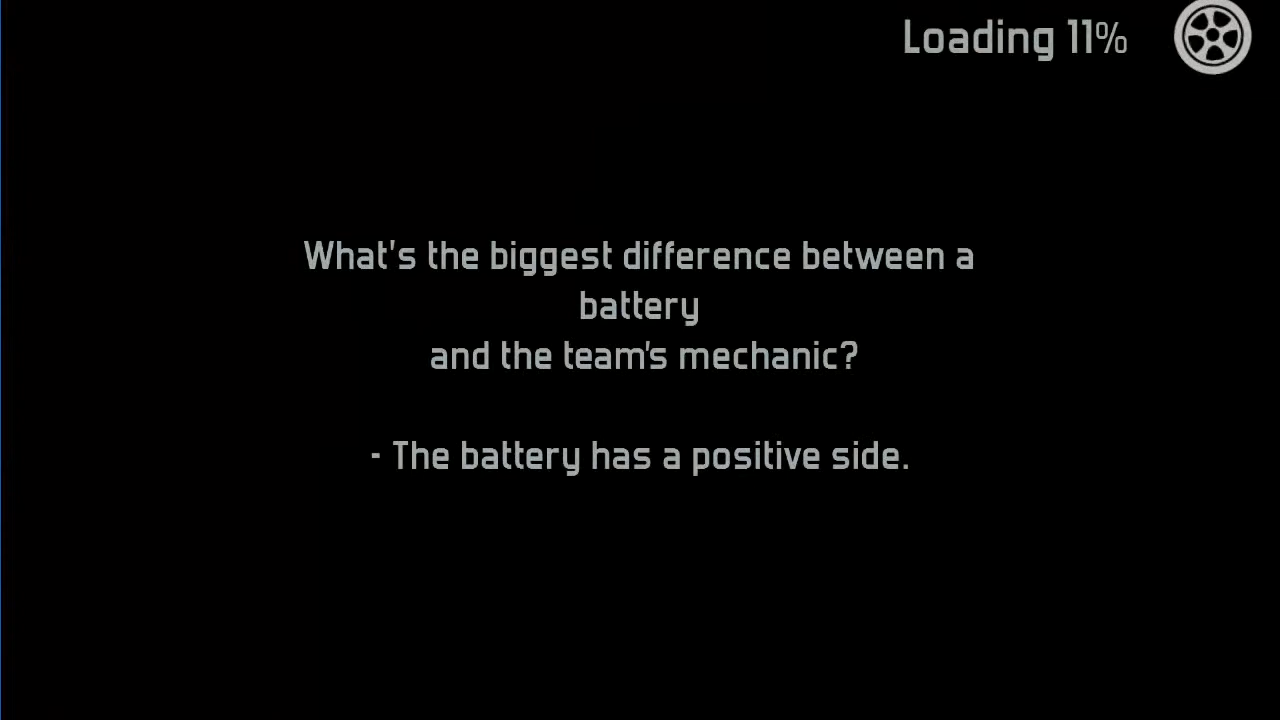 Loading 11%
What's the biggest difference between a
battery
and the team's mechanic?
- The battery has a positive side.